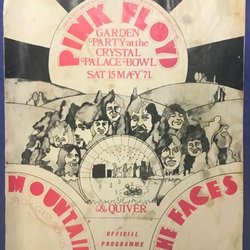 PINK FLOYD
GARDEN
PARTY at the
CRYSTAL
PALACE BOWL
SAT 15 MAY '71.
MOUNTAIN
THE FACES
& QUIVER
OFFICIAL
PROGRAMME